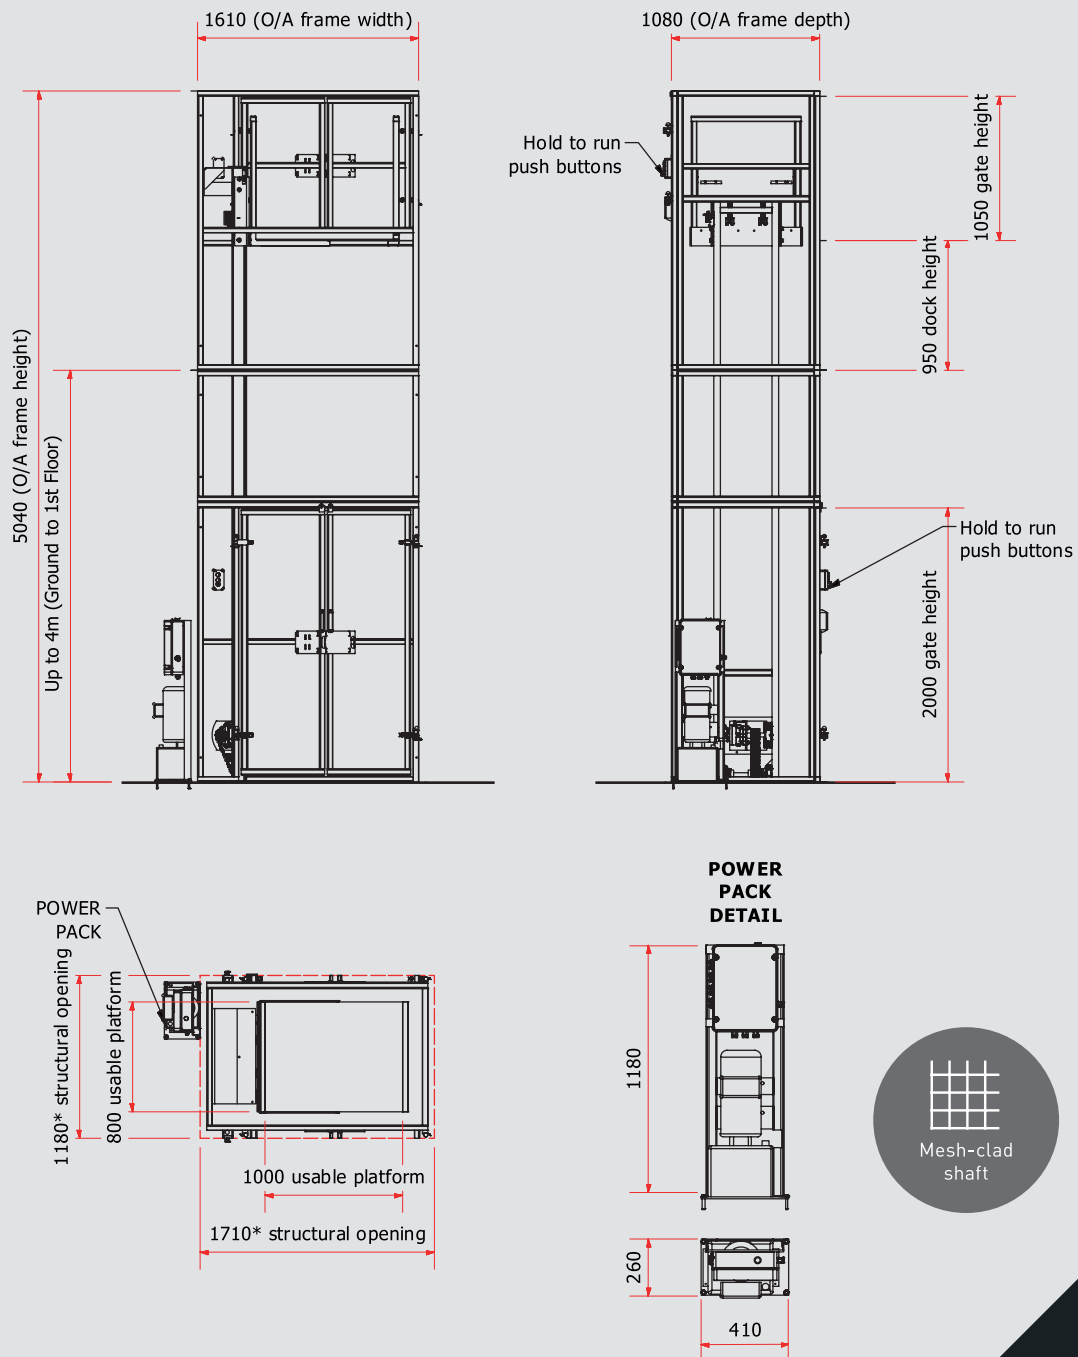 1610 (O/A frame width)
1080 (O/A frame depth)
Hold to run
push buttons
1050 gate height
950 dock height
5040 (O/A frame height)
Up to 4m (Ground to 1st Floor)
Hold to run
push buttons
2000 gate height
POWER
PACK
1180* structural opening
800 usable platform
1000 usable platform
1710* structural opening
POWER
PACK
DETAIL
1180
260
410
Mesh-clad
shaft